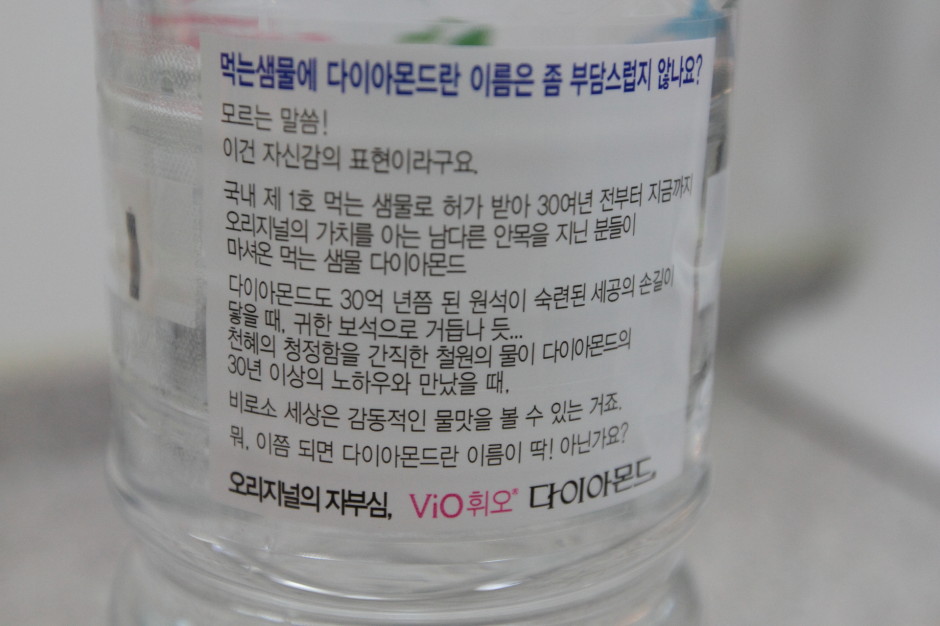 먹는샘물에 다이아몬드란 이름은 좀 부담스럽지 않나요?
모르는 말씀!
이건 자신감의 표현이라구요.
국내 제 1호 먹는 샘물로 허가 받아 30여년 전부터 지금까지
오리지널의 가치를 아는 남다른 안목을 지닌 분들이
마셔온 먹는 샘물 다이아몬드
다이아몬드도 30억 년쯤 된 원석이 숙련된 세공의 손길이
닿을 때, 귀한 보석으로 거듭나 듯...
천혜의 청정함을 간직한 철원의 물이 다이아몬드의
30년 이상의 노하우와 만났을 때,
비로소 세상은 감동적인 물맛을 볼 수 있는 거죠.
뭐, 이쯤 되면 다이아몬드란 이름이 딱! 아닌가요?
오리지널의 자부심, ViO 휘오® 다이아몬드